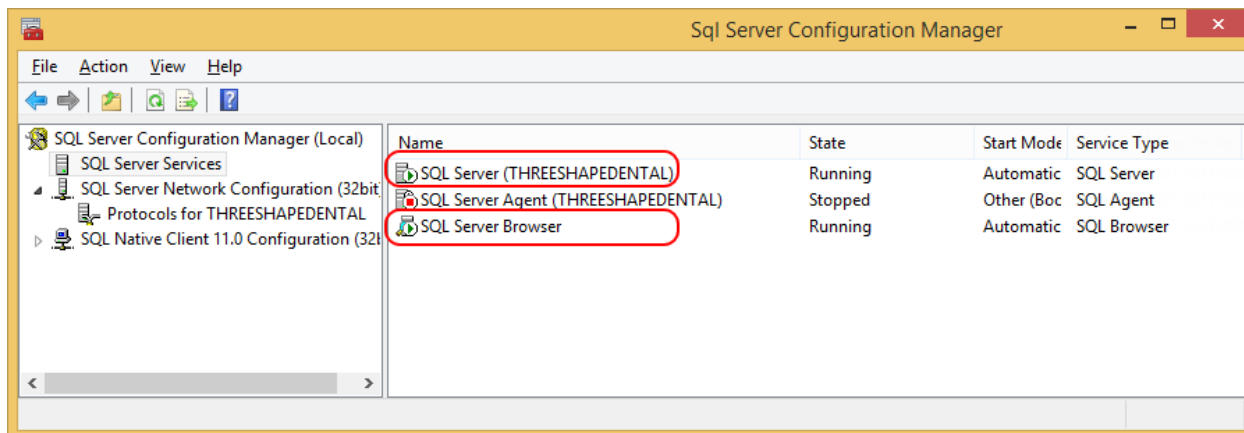 Sql Server Configuration Manager
File Action View Help
SQL Server Configuration Manager (Local)
SQL Server Services
SQL Server Network Configuration (32bit
Protocols for THREESHAPEDENTAL
SQL Native Client 11.0 Configuration (32b
Name State Start Mode Service Type
SQL Server (THREESHAPEDENTAL) Running Automatic SQL Server
SQL Server Agent (THREESHAPEDENTAL) Stopped Other (Boc SQL Agent
SQL Server Browser Running Automatic SQL Browser